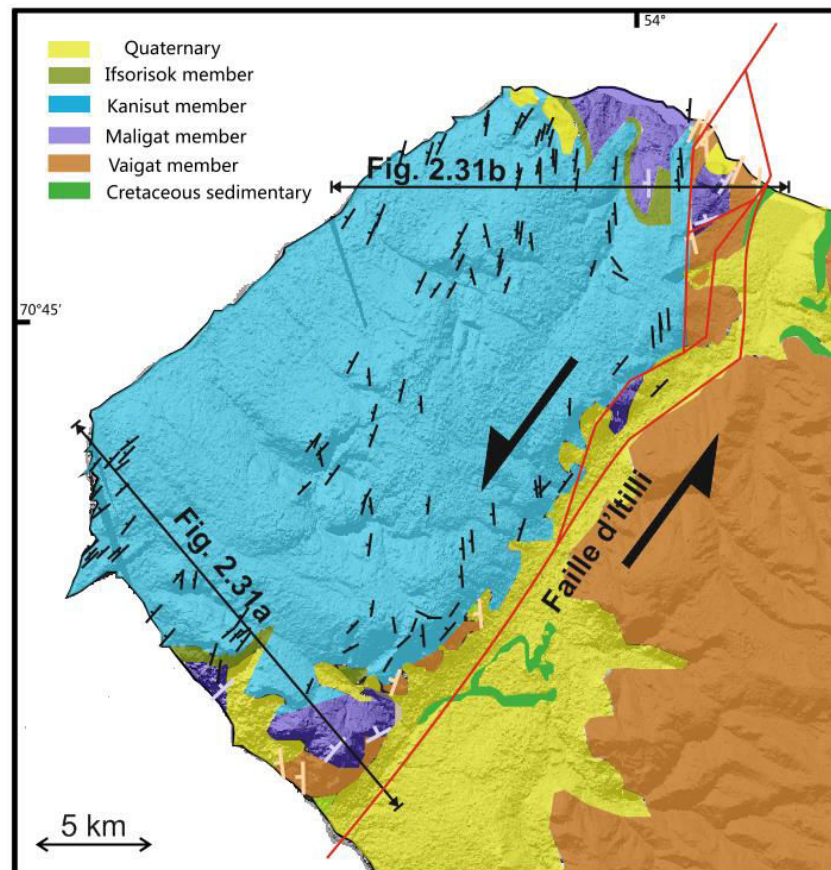 54°
Quaternary
Ifsorisok member
Kanisut member
Maligat member
Vaigat member
Cretaceous sedimentary
Fig. 2.31b
70°45'
Fig. 2.31a
Faille d'Itilli
5 km